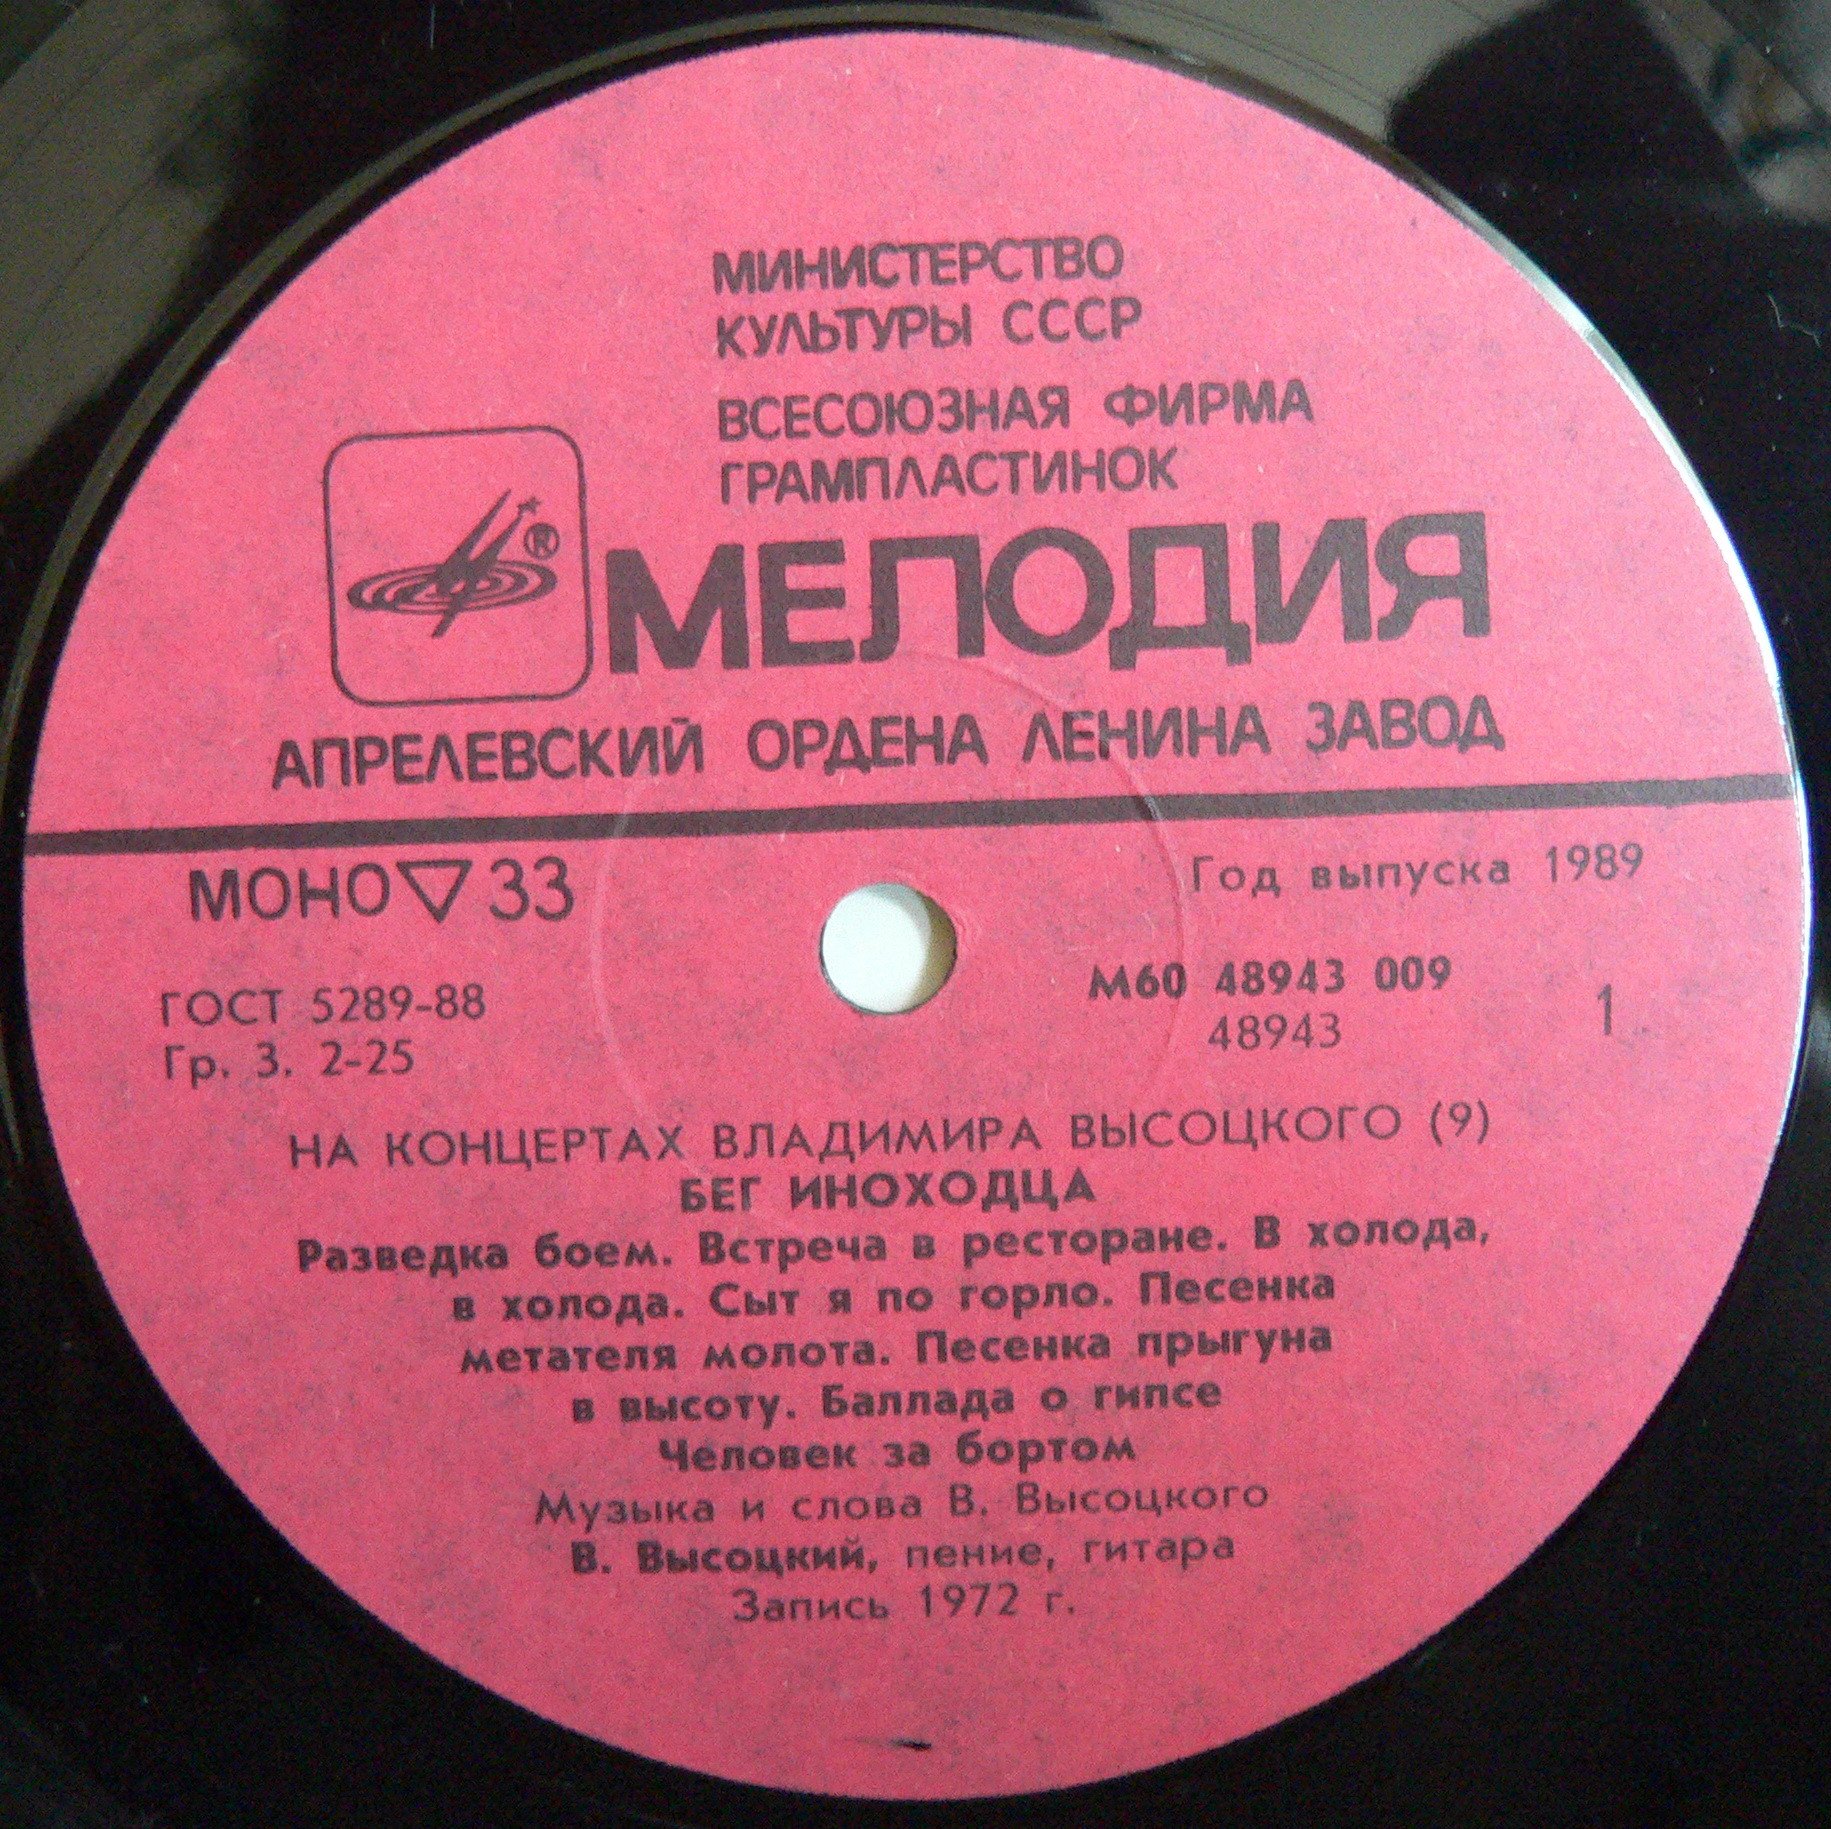 МИНИСТЕРСТВО
КУЛЬТУРЫ СССР
ВСЕСОЮЗНАЯ ФИРМА
ГРАМПЛАСТИНОК
®
МЕЛОДИЯ
АПРЕЛЕВСКИЙ ОРДЕНА ЛЕНИНА ЗАВОД
МОНО ▽ 33
Год выпуска 1989
ГОСТ 5289-88
Гр. 3. 2-25
М60 48943 009
48943
1
НА КОНЦЕРТАХ ВЛАДИМИРА ВЫСОЦКОГО (9)
БЕГ ИНОХОДЦА
Разведка боем. Встреча в ресторане. В холода,
в холода. Сыт я по горло. Песенка
метателя молота. Песенка прыгуна
в высоту. Баллада о гипсе
Человек за бортом
Музыка и слова В. Высоцкого
В. Высоцкий, пение, гитара
Запись 1972 г.